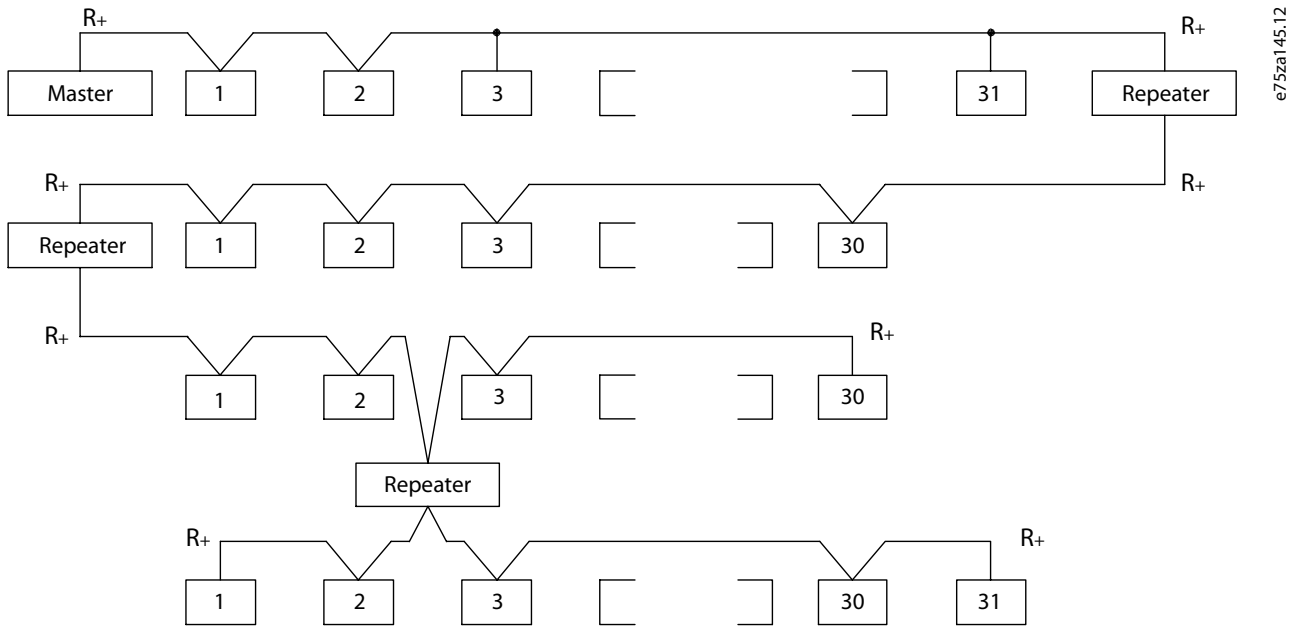 R+ R+
Master 1 2 3 31 Repeater
R+ R+
Repeater 1 2 3 30
R+ R+
1 2 3 30
Repeater
R+ R+
1 2 3 30 31
e75za145.12